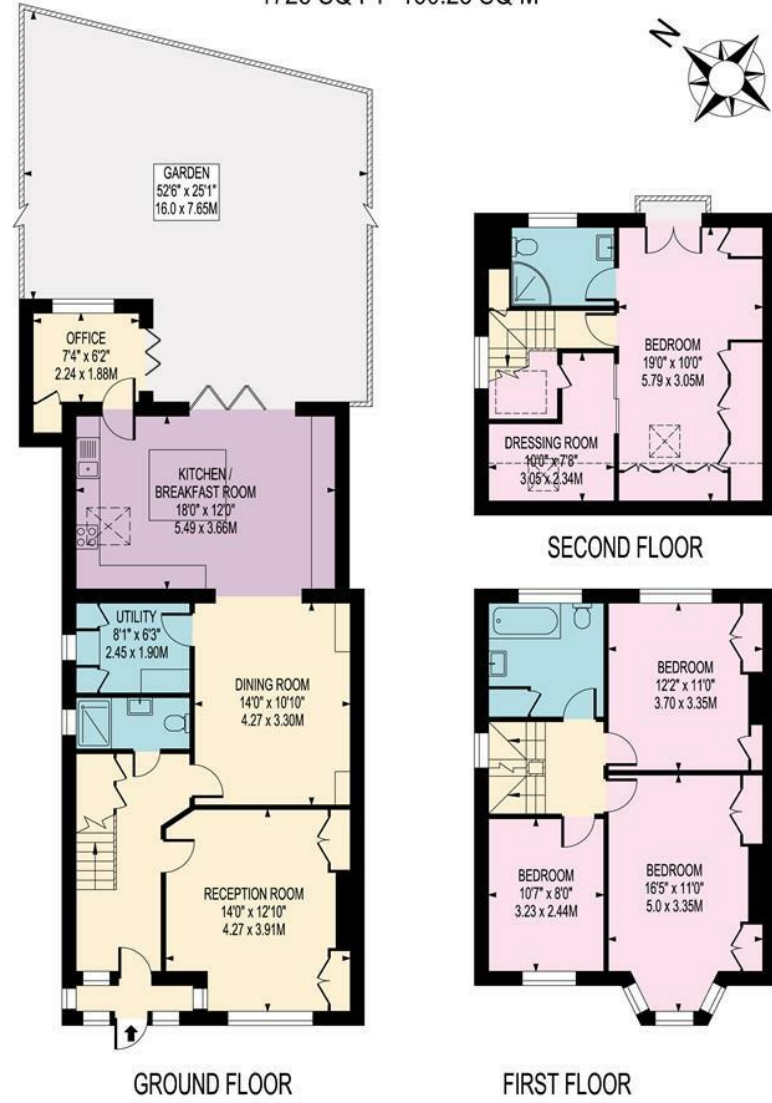 N
GARDEN
52'6" x 25'1"
16.0 x 7.65M
OFFICE
7'4" x 6'2"
2.24 x 1.88M
KITCHEN /
BREAKFAST ROOM
18'0" x 12'0"
5.49 x 3.66M
UTILITY
8'1" x 6'3"
2.45 x 1.90M
DINING ROOM
14'0" x 10'10"
4.27 x 3.30M
RECEPTION ROOM
14'0" x 12'10"
4.27 x 3.91M
GROUND FLOOR
BEDROOM
19'0" x 10'0"
5.79 x 3.05M
DRESSING ROOM
10'0" x 7'8"
3.05 x 2.34M
SECOND FLOOR
BEDROOM
12'2" x 11'0"
3.70 x 3.35M
BEDROOM
10'7" x 8'0"
3.23 x 2.44M
BEDROOM
16'5" x 11'0"
5.0 x 3.35M
FIRST FLOOR